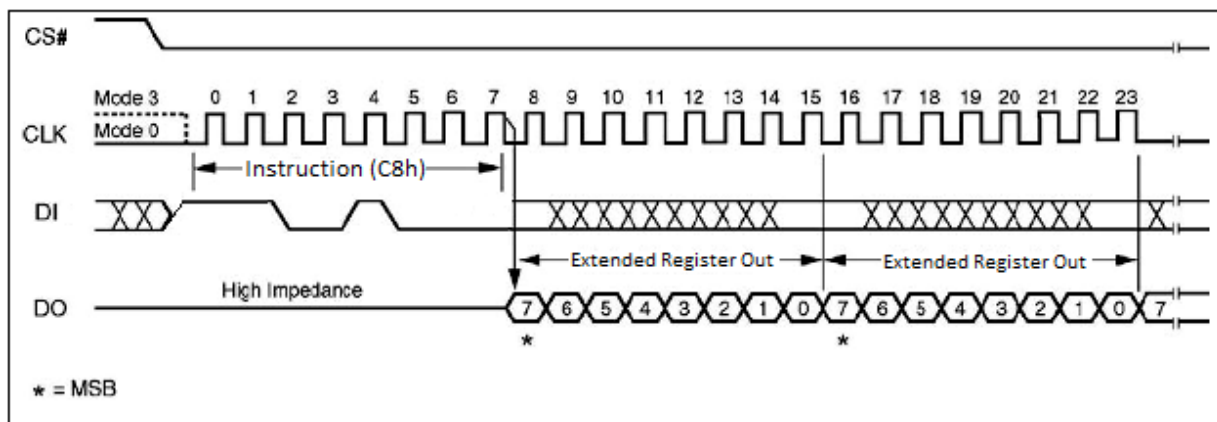 CS#
Mode 3
0 1 2 3 4 5 6 7 8 9 10 11 12 13 14 15 16 17 18 19 20 21 22 23
Mode 0
CLK
Instruction (C8h)
DI
Extended Register Out Extended Register Out
High Impedance
DO
7 6 5 4 3 2 1 0 7 6 5 4 3 2 1 0 7
* *
* = MSB